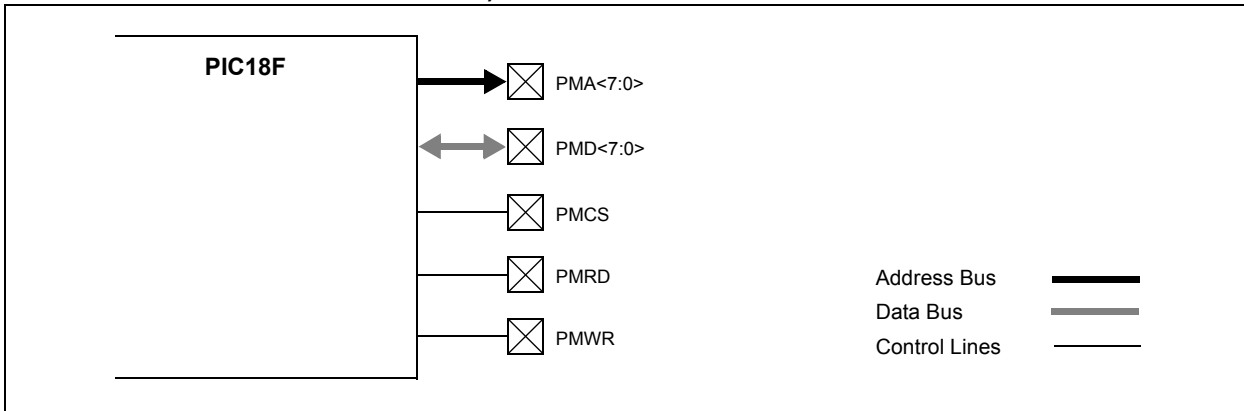 PIC18F
PMA<7:0>
PMD<7:0>
PMCS
PMRD
PMWR
Address Bus
Data Bus
Control Lines